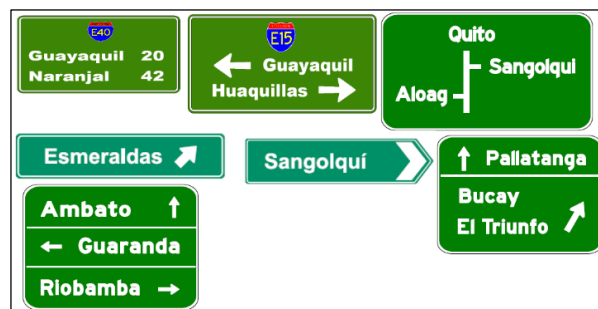 E40
Guayaquil 20
Naranjal 42
E15
Guayaquil
Huaquillas
Quito
Sangolqui
Aloag
Esmeraldas
Sangolquí
Pallatanga
Bucay
El Triunfo
Ambato
Guaranda
Riobamba